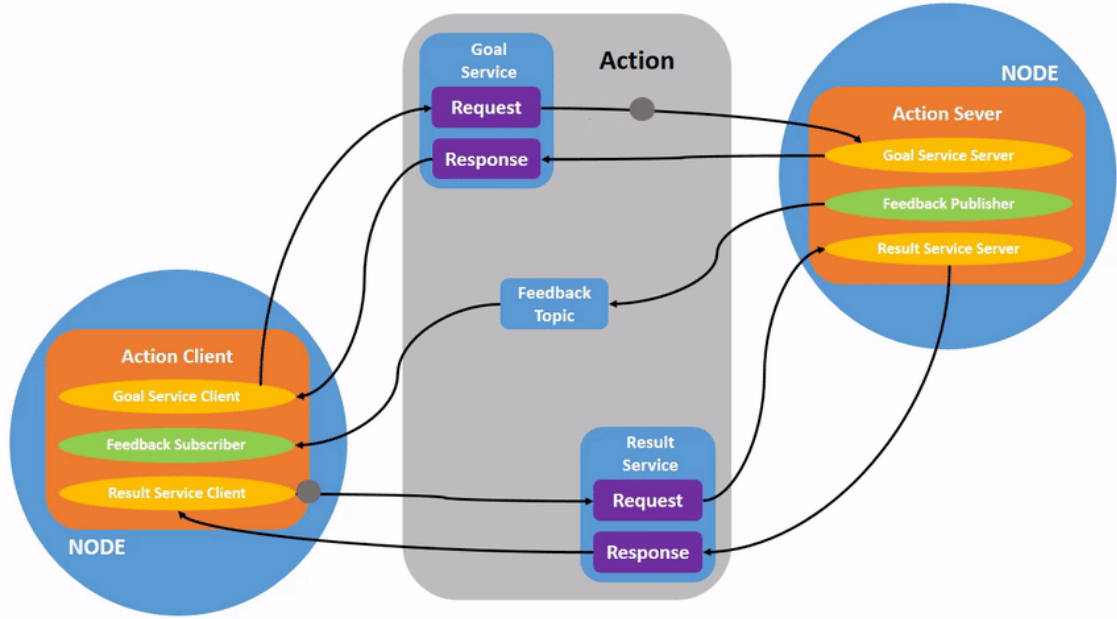 Goal
Service
Request
Response
Action
NODE
Action Sever
Goal Service Server
Feedback Publisher
Result Service Server
Feedback
Topic
Action Client
Goal Service Client
Feedback Subscriber
Result Service Client
NODE
Result
Service
Request
Response